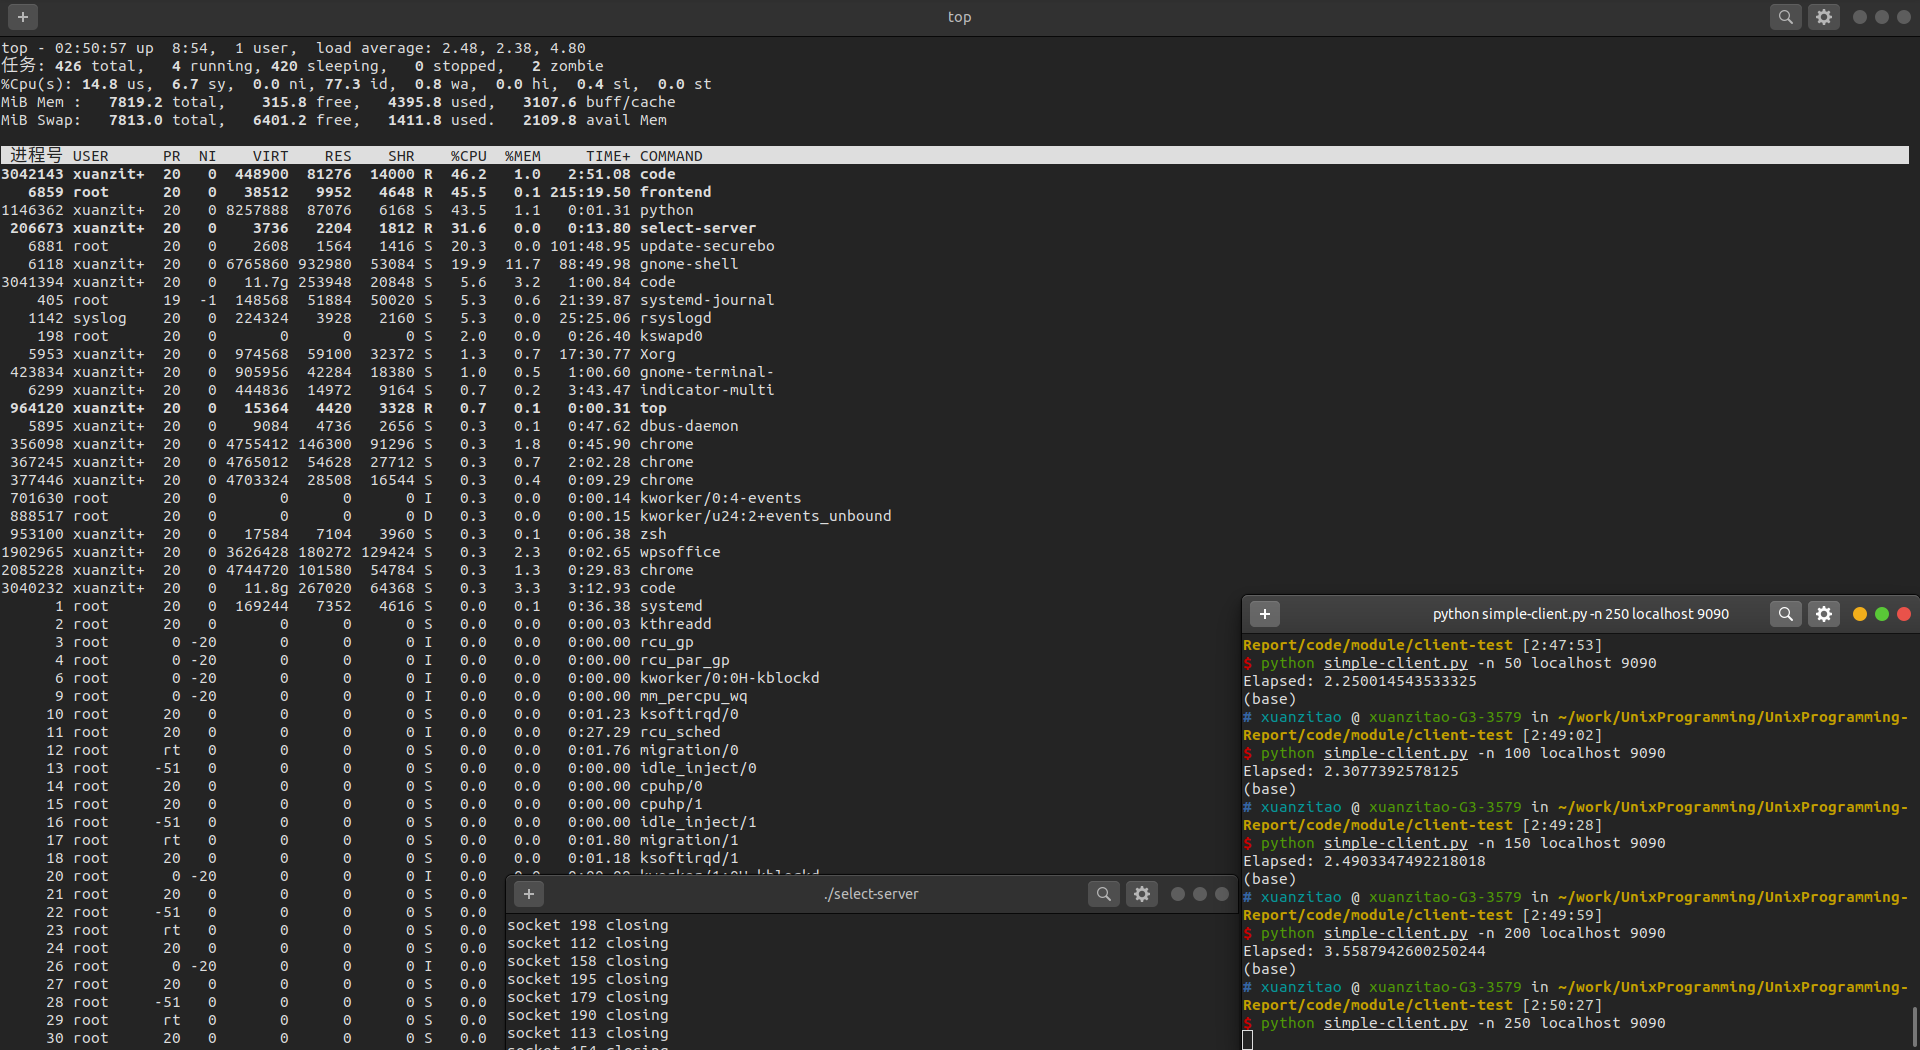 top
top - 02:50:57 up  8:54,  1 user,  load average: 2.48, 2.38, 4.80
任务: 426 total,   4 running, 420 sleeping,   0 stopped,   2 zombie
%Cpu(s): 14.8 us,  6.7 sy,  0.0 ni, 77.3 id,  0.8 wa,  0.0 hi,  0.4 si,  0.0 st
MiB Mem :   7819.2 total,    315.8 free,   4395.8 used,   3107.6 buff/cache
MiB Swap:   7813.0 total,   6401.2 free,   1411.8 used.   2109.8 avail Mem
进程号 USER      PR  NI    VIRT    RES    SHR    %CPU  %MEM     TIME+ COMMAND
3042143 xuanzit+  20   0  448900  81276  14000 R  46.2   1.0   2:51.08 code
6859 root      20   0   38512   9952   4648 R  45.5   0.1 215:19.50 frontend
1146362 xuanzit+  20   0 8257888  87076   6168 S  43.5   1.1   0:01.31 python
206673 xuanzit+  20   0    3736   2204   1812 R  31.6   0.0   0:13.80 select-server
6881 root      20   0    2608   1564   1416 S  20.3   0.0 101:48.95 update-securebo
6118 xuanzit+  20   0 6765860 932980  53084 S  19.9  11.7  88:49.98 gnome-shell
3041394 xuanzit+  20   0   11.7g 253948  20848 S   5.6   3.2   1:00.84 code
405 root      19  -1  148568  51884  50020 S   5.3   0.6  21:39.87 systemd-journal
1142 syslog    20   0  224324   3928   2160 S   5.3   0.0  25:25.06 rsyslogd
198 root      20   0       0      0      0 S   2.0   0.0   0:26.40 kswapd0
5953 xuanzit+  20   0  974568  59100  32372 S   1.3   0.7  17:30.77 Xorg
423834 xuanzit+  20   0  905956  42284  18380 S   1.0   0.5   1:00.60 gnome-terminal-
6299 xuanzit+  20   0  444836  14972   9164 S   0.7   0.2   3:43.47 indicator-multi
964120 xuanzit+  20   0   15364   4420   3328 R   0.7   0.1   0:00.31 top
5895 xuanzit+  20   0    9084   4736   2656 S   0.3   0.1   0:47.62 dbus-daemon
356098 xuanzit+  20   0 4755412 146300  91296 S   0.3   1.8   0:45.90 chrome
367245 xuanzit+  20   0 4765012  54628  27712 S   0.3   0.7   2:02.28 chrome
377446 xuanzit+  20   0 4703324  28508  16544 S   0.3   0.4   0:09.29 chrome
701630 root      20   0       0      0      0 I   0.3   0.0   0:00.14 kworker/0:4-events
888517 root      20   0       0      0      0 D   0.3   0.0   0:00.15 kworker/u24:2+events_unbound
953100 xuanzit+  20   0   17584   7104   3960 S   0.3   0.1   0:06.38 zsh
1902965 xuanzit+  20   0 3626428 180272 129424 S   0.3   2.3   0:02.65 wpsoffice
2085228 xuanzit+  20   0 4744720 101580  54784 S   0.3   1.3   0:29.83 chrome
3040232 xuanzit+  20   0   11.8g 267020  64368 S   0.3   3.3   3:12.93 code
1 root      20   0  169244   7352   4616 S   0.0   0.1   0:36.38 systemd
2 root      20   0       0      0      0 S   0.0   0.0   0:00.03 kthreadd
3 root       0 -20       0      0      0 I   0.0   0.0   0:00.00 rcu_gp
4 root       0 -20       0      0      0 I   0.0   0.0   0:00.00 rcu_par_gp
6 root       0 -20       0      0      0 I   0.0   0.0   0:00.00 kworker/0:0H-kblockd
9 root       0 -20       0      0      0 I   0.0   0.0   0:00.00 mm_percpu_wq
10 root      20   0       0      0      0 S   0.0   0.0   0:01.23 ksoftirqd/0
11 root      20   0       0      0      0 I   0.0   0.0   0:27.29 rcu_sched
12 root      rt   0       0      0      0 S   0.0   0.0   0:01.76 migration/0
13 root     -51   0       0      0      0 S   0.0   0.0   0:00.00 idle_inject/0
14 root      20   0       0      0      0 S   0.0   0.0   0:00.00 cpuhp/0
15 root      20   0       0      0      0 S   0.0   0.0   0:00.00 cpuhp/1
16 root     -51   0       0      0      0 S   0.0   0.0   0:00.00 idle_inject/1
17 root      rt   0       0      0      0 S   0.0   0.0   0:01.80 migration/1
18 root      20   0       0      0      0 S   0.0   0.0   0:01.18 ksoftirqd/1
20 root       0 -20       0      0      0 I   0.0
21 root      20   0       0      0      0 S   0.0
22 root     -51   0       0      0      0 S   0.0
23 root      rt   0       0      0      0 S   0.0
24 root      20   0       0      0      0 S   0.0
26 root       0 -20       0      0      0 I   0.0
27 root      20   0       0      0      0 S   0.0
28 root     -51   0       0      0      0 S   0.0
29 root      rt   0       0      0      0 S   0.0
30 root      20   0       0      0      0 S   0.0
./select-server
socket 198 closing
socket 112 closing
socket 158 closing
socket 195 closing
socket 179 closing
socket 190 closing
socket 113 closing
python simple-client.py -n 250 localhost 9090
Report/code/module/client-test [2:47:53]
$ python simple-client.py -n 50 localhost 9090
Elapsed: 2.250014543533325
(base)
# xuanzitao @ xuanzitao-G3-3579 in ~/work/UnixProgramming/UnixProgramming-
Report/code/module/client-test [2:49:02]
$ python simple-client.py -n 100 localhost 9090
Elapsed: 2.3077392578125
(base)
# xuanzitao @ xuanzitao-G3-3579 in ~/work/UnixProgramming/UnixProgramming-
Report/code/module/client-test [2:49:28]
$ python simple-client.py -n 150 localhost 9090
Elapsed: 2.4903347492218018
(base)
# xuanzitao @ xuanzitao-G3-3579 in ~/work/UnixProgramming/UnixProgramming-
Report/code/module/client-test [2:49:59]
$ python simple-client.py -n 200 localhost 9090
Elapsed: 3.5587942600250244
(base)
# xuanzitao @ xuanzitao-G3-3579 in ~/work/UnixProgramming/UnixProgramming-
Report/code/module/client-test [2:50:27]
$ python simple-client.py -n 250 localhost 9090